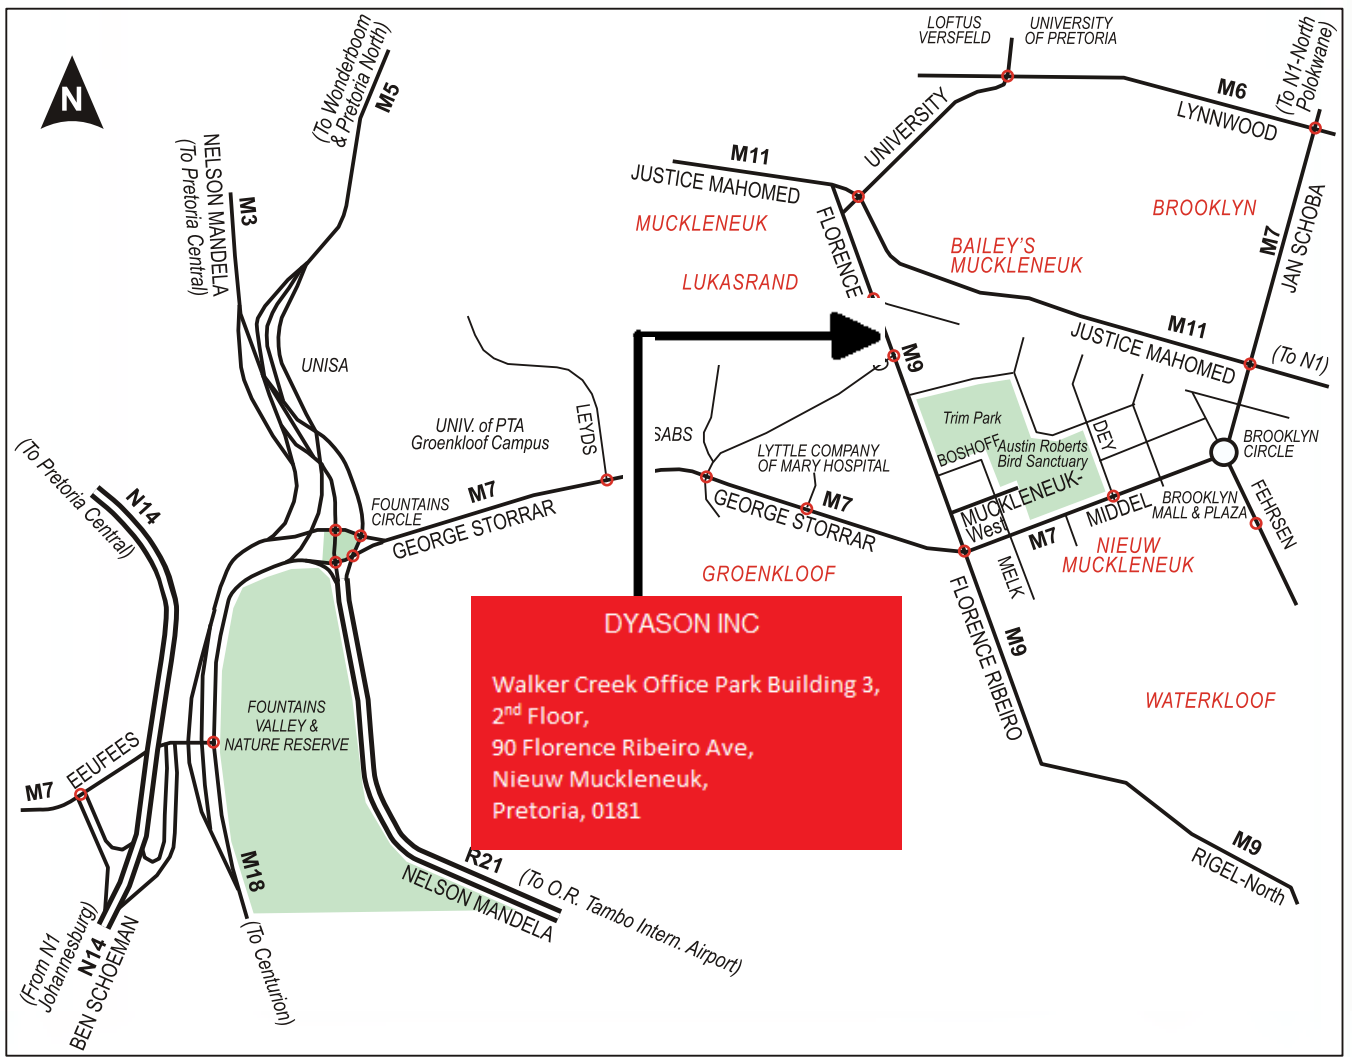 LOFTUS
VERSFELD
UNIVERSITY
OF PRETORIA
(To N1-North
Polokwane)
(To Wonderboom
& Pretoria North)
M5
N
M6
LYNNWOOD
UNIVERSITY
NELSON MANDELA
(To Pretoria Central)
M3
M11
JUSTICE MAHOMED
MUCKLENEUK
FLORENCE
BROOKLYN
M7
JAN SCHOBA
BAILEY'S
MUCKLENEUK
LUKASRAND
M11
JUSTICE MAHOMED
(To N1)
M9
UNISA
UNIV. of PTA
Groenkloof Campus
LEYDS
SABS
LYTTLE COMPANY
OF MARY HOSPITAL
Trim Park
BOSHOFF
Austin Roberts
Bird Sanctuary
DEY
BROOKLYN
CIRCLE
(To Pretoria
Central)
N14
FOUNTAINS
CIRCLE
M7
GEORGE STORRAR
M7
GEORGE STORRAR
MUCKLENEUK-
West
MIDDEL
M7
BROOKLYN
MALL & PLAZA
FEHRSEN
NIEUW
MUCKLENEUK
MELK
GROENKLOOF
FLORENCE RIBEIRO
M9
WATERKLOOF
DYASON INC
Walker Creek Office Park Building 3,
2nd Floor,
90 Florence Ribeiro Ave,
Nieuw Muckleneuk,
Pretoria, 0181
FOUNTAINS
VALLEY &
NATURE RESERVE
EEUFEES
M7
M9
RIGEL-North
M18
R21
NELSON MANDELA
(To O.R. Tambo Intern. Airport)
(From N1
Johannesburg)
N14
BEN SCHOEMAN
(To Centurion)